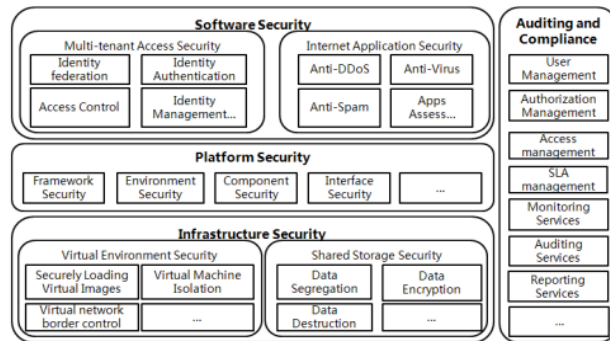 Software Security
Multi-tenant Access Security
Identity
federation
Identity
Authentication
Access Control
Identity
Management...
Internet Application Security
Anti-DDoS
Anti-Virus
Anti-Spam
Apps
Assess...
Platform Security
Framework
Security
Environment
Security
Component
Security
Interface
Security
...
Infrastructure Security
Virtual Environment Security
Securely Loading
Virtual Images
Virtual Machine
Isolation
Virtual network
border control
...
Shared Storage Security
Data
Segregation
Data
Encryption
Data
Destruction
...
Auditing and
Compliance
User
Management
Authorization
Management
Access
management
SLA
management
Monitoring
Services
Auditing
Services
Reporting
Services
...